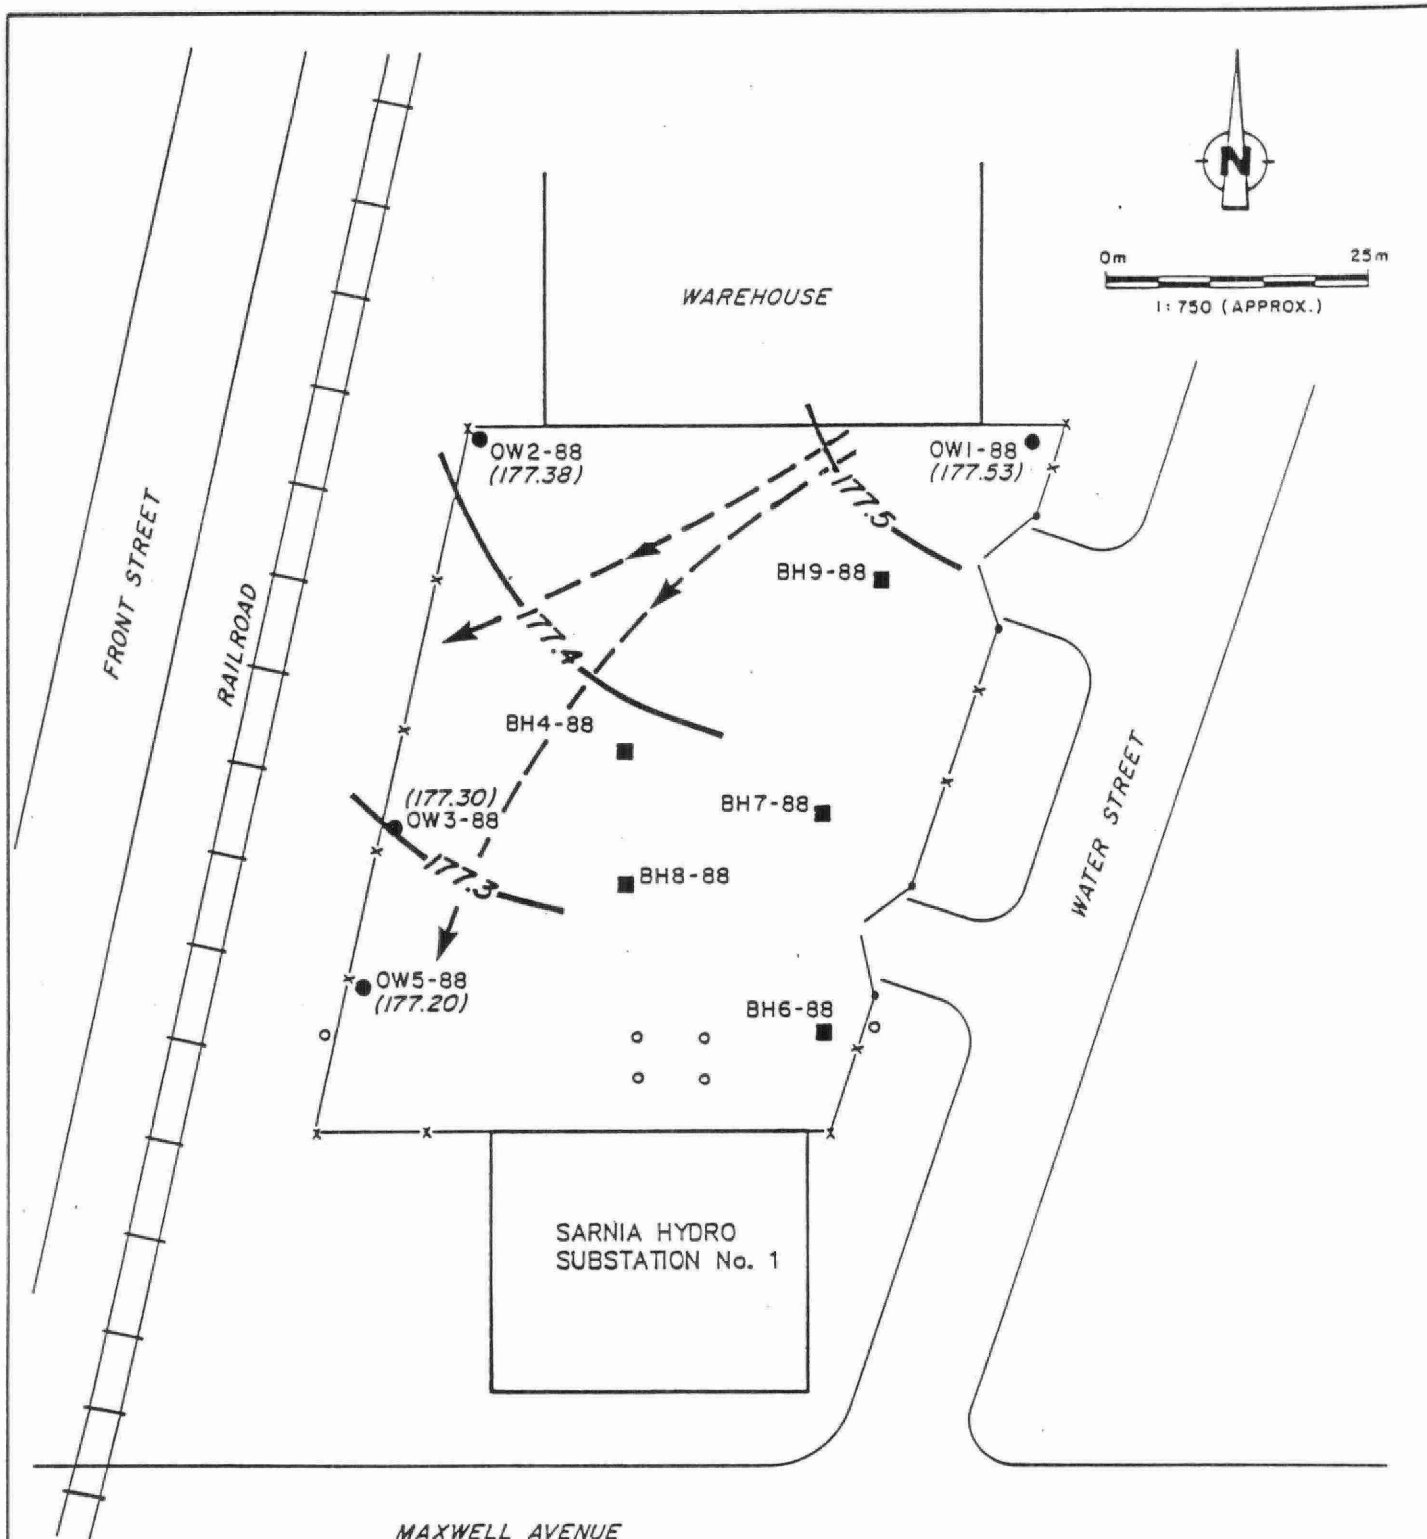 N
0m 25m
1:750 (APPROX.)
WAREHOUSE
OW2-88
(177.38)
OW1-88
(177.53)
177.5
FRONT STREET
RAILROAD
BH9-88
177.4
BH4-88
(177.30)
OW3-88
BH7-88
WATER STREET
177.3
BH8-88
OW5-88
(177.20)
BH6-88
SARNIA HYDRO
SUBSTATION No. 1
MAXWELL AVENUE